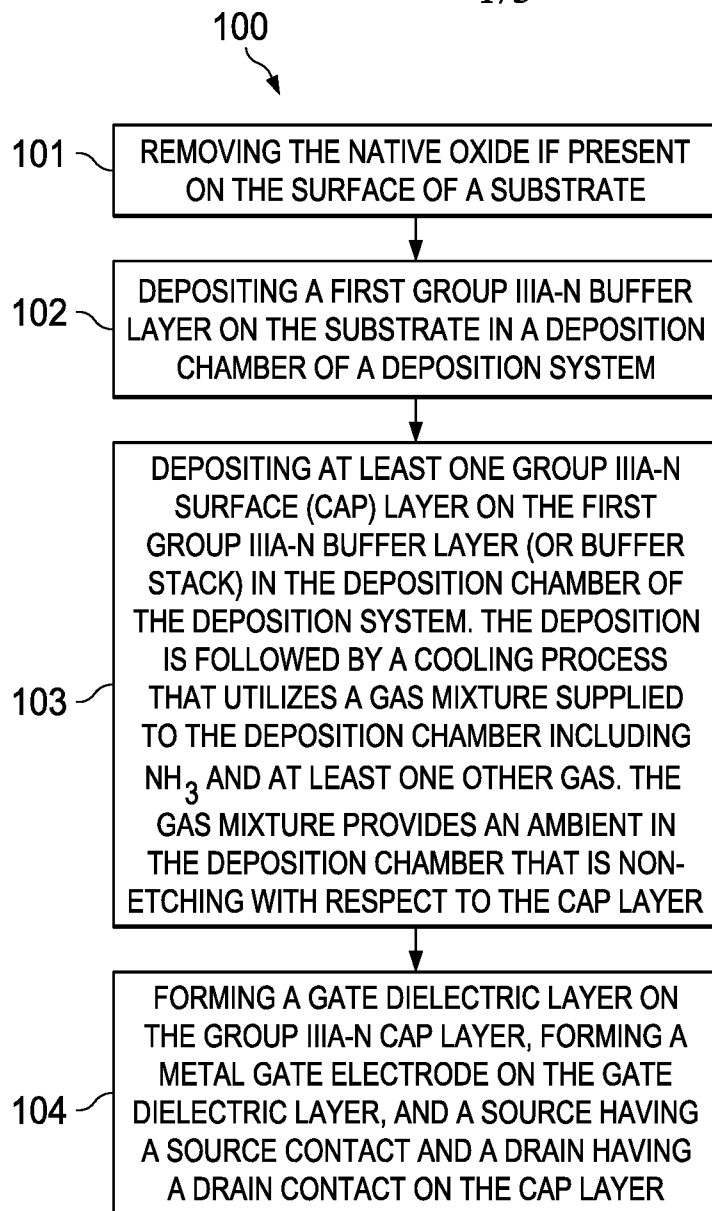 100
101
REMOVING THE NATIVE OXIDE IF PRESENT
ON THE SURFACE OF A SUBSTRATE
102
DEPOSITING A FIRST GROUP IIIA-N BUFFER
LAYER ON THE SUBSTRATE IN A DEPOSITION
CHAMBER OF A DEPOSITION SYSTEM
103
DEPOSITING AT LEAST ONE GROUP IIIA-N
SURFACE (CAP) LAYER ON THE FIRST
GROUP IIIA-N BUFFER LAYER (OR BUFFER
STACK) IN THE DEPOSITION CHAMBER OF
THE DEPOSITION SYSTEM. THE DEPOSITION
IS FOLLOWED BY A COOLING PROCESS
THAT UTILIZES A GAS MIXTURE SUPPLIED
TO THE DEPOSITION CHAMBER INCLUDING
NH3 AND AT LEAST ONE OTHER GAS. THE
GAS MIXTURE PROVIDES AN AMBIENT IN
THE DEPOSITION CHAMBER THAT IS NON-
ETCHING WITH RESPECT TO THE CAP LAYER
104
FORMING A GATE DIELECTRIC LAYER ON
THE GROUP IIIA-N CAP LAYER, FORMING A
METAL GATE ELECTRODE ON THE GATE
DIELECTRIC LAYER, AND A SOURCE HAVING
A SOURCE CONTACT AND A DRAIN HAVING
A DRAIN CONTACT ON THE CAP LAYER